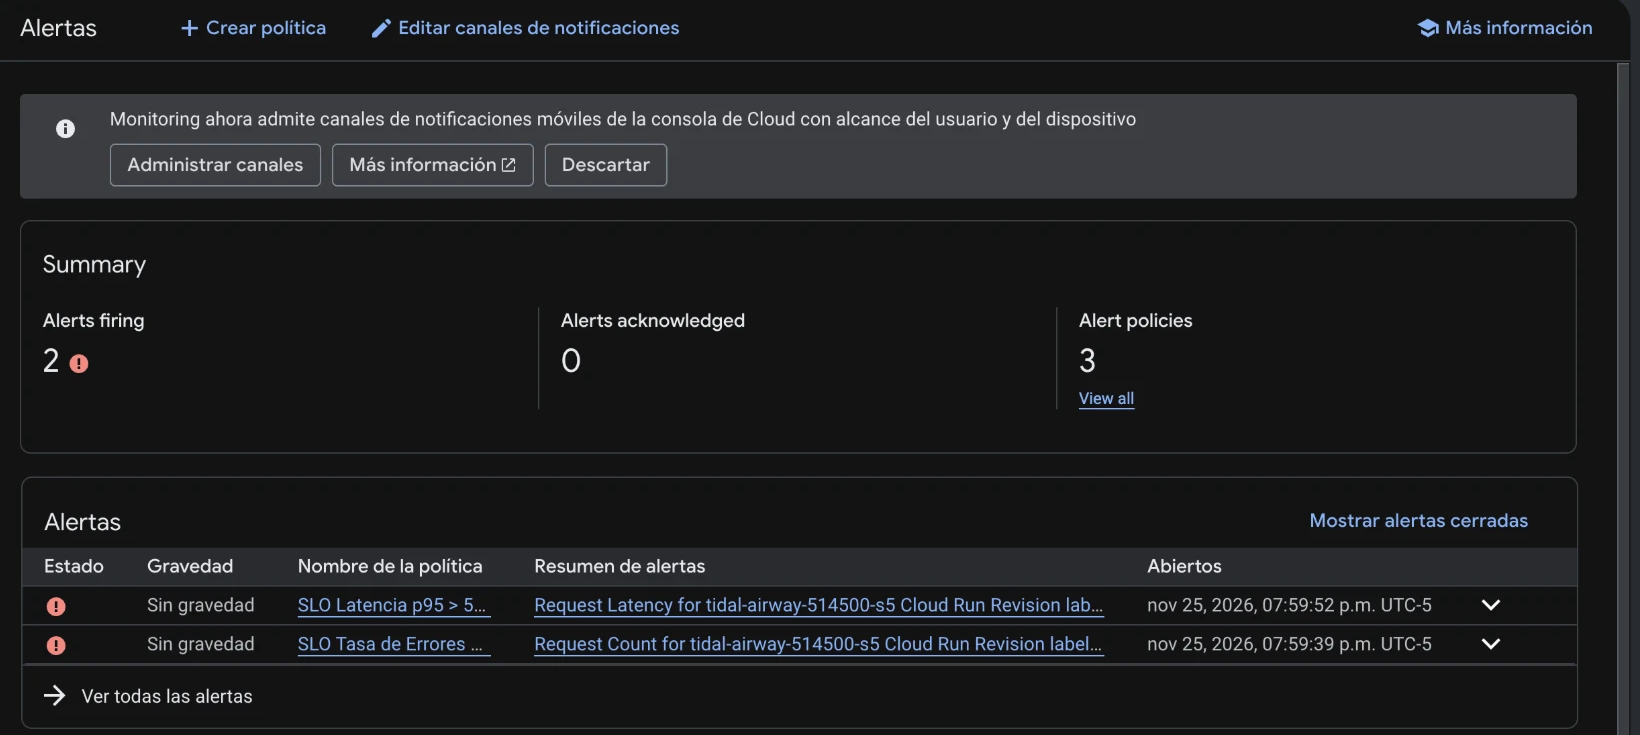 Alertas
Crear política
Editar canales de notificaciones
Más información
Monitoring ahora admite canales de notificaciones móviles de la consola de Cloud con alcance del usuario y del dispositivo
Administrar canales
Más información
Descartar
Summary
Alerts firing
2
Alerts acknowledged
0
Alert policies
3
View all
Alertas
Mostrar alertas cerradas
Estado Gravedad Nombre de la política Resumen de alertas Abiertos
Sin gravedad SLO Latencia p95 > 5... Request Latency for tidal-airway-514500-s5 Cloud Run Revision lab... nov 25, 2026, 07:59:52 p.m. UTC-5
Sin gravedad SLO Tasa de Errores ... Request Count for tidal-airway-514500-s5 Cloud Run Revision label... nov 25, 2026, 07:59:39 p.m. UTC-5
Ver todas las alertas